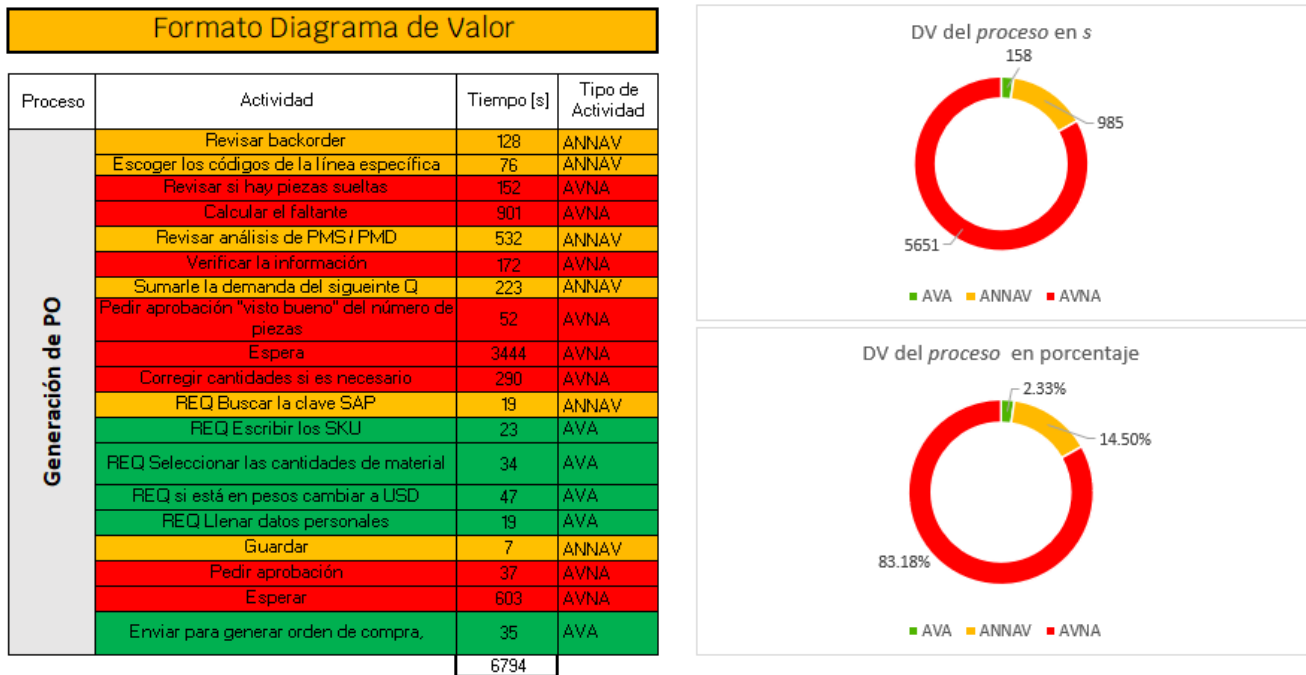 Formato Diagrama de Valor
Proceso Actividad Tiempo [s] Tipo de
Actividad
Generación de PO
Revisar backorder 128 ANNAV
Escoger los códigos de la línea específica 76 ANNAV
Revisar si hay piezas sueltas 152 AVNA
Calcular el faltante 901 AVNA
Revisar análisis de PMS / PMD 532 ANNAV
Verificar la información 172 AVNA
Sumarle la demanda del sigueinte Q 223 ANNAV
Pedir aprobación "visto bueno" del número de
piezas 52 AVNA
Espera 3444 AVNA
Corregir cantidades si es necesario 290 AVNA
REQ Buscar la clave SAP 19 ANNAV
REQ Escribir los SKU 23 AVA
REQ Seleccionar las cantidades de material 34 AVA
REQ si está en pesos cambiar a USD 47 AVA
REQ Llenar datos personales 19 AVA
Guardar 7 ANNAV
Pedir aprobación 37 AVNA
Esperar 603 AVNA
Enviar para generar orden de compra, 35 AVA
6794
DV del proceso en s
158
985
5651
AVA ANNAV AVNA
DV del proceso en porcentaje
2.33%
14.50%
83.18%
AVA ANNAV AVNA